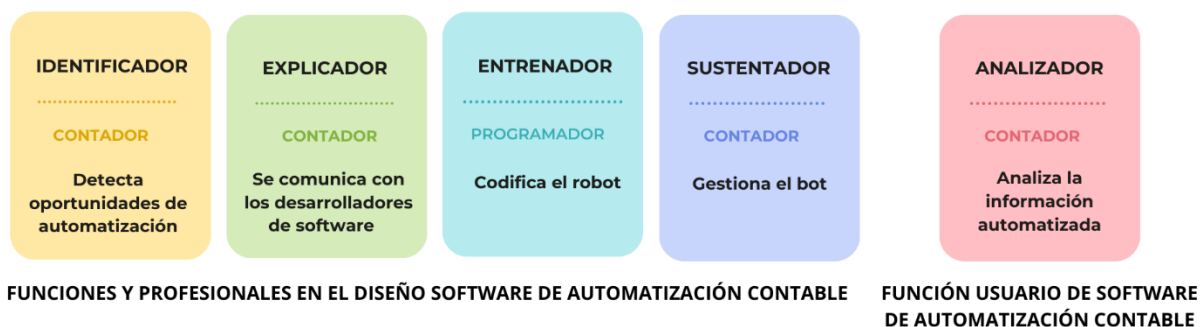 IDENTIFICADOR
CONTADOR
Detecta
oportunidades de
automatización
EXPLICADOR
CONTADOR
Se comunica con
los desarrolladores
de software
ENTRENADOR
PROGRAMADOR
Codifica el robot
SUSTENTADOR
CONTADOR
Gestiona el bot
ANALIZADOR
CONTADOR
Analiza la
información
automatizada
FUNCIONES Y PROFESIONALES EN EL DISEÑO SOFTWARE DE AUTOMATIZACIÓN CONTABLE
FUNCIÓN USUARIO DE SOFTWARE
DE AUTOMATIZACIÓN CONTABLE